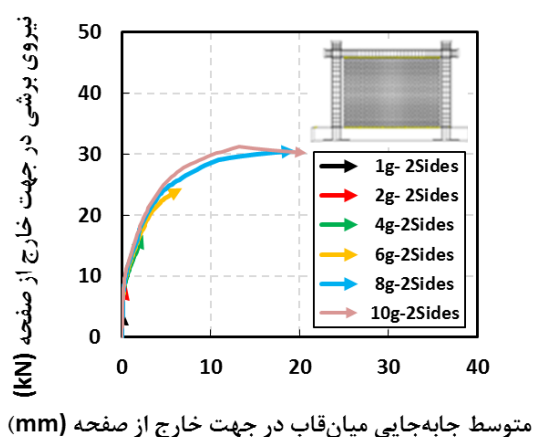 نیروی برشی در جهت خارج از صفحه (kN)
50
40
30
20
10
0
0 10 20 30 40
1g- 2Sides
2g- 2Sides
4g-2Sides
6g-2Sides
8g-2Sides
10g-2Sides
متوسط جابه‌جایی میان‌قاب در جهت خارج از صفحه (mm)